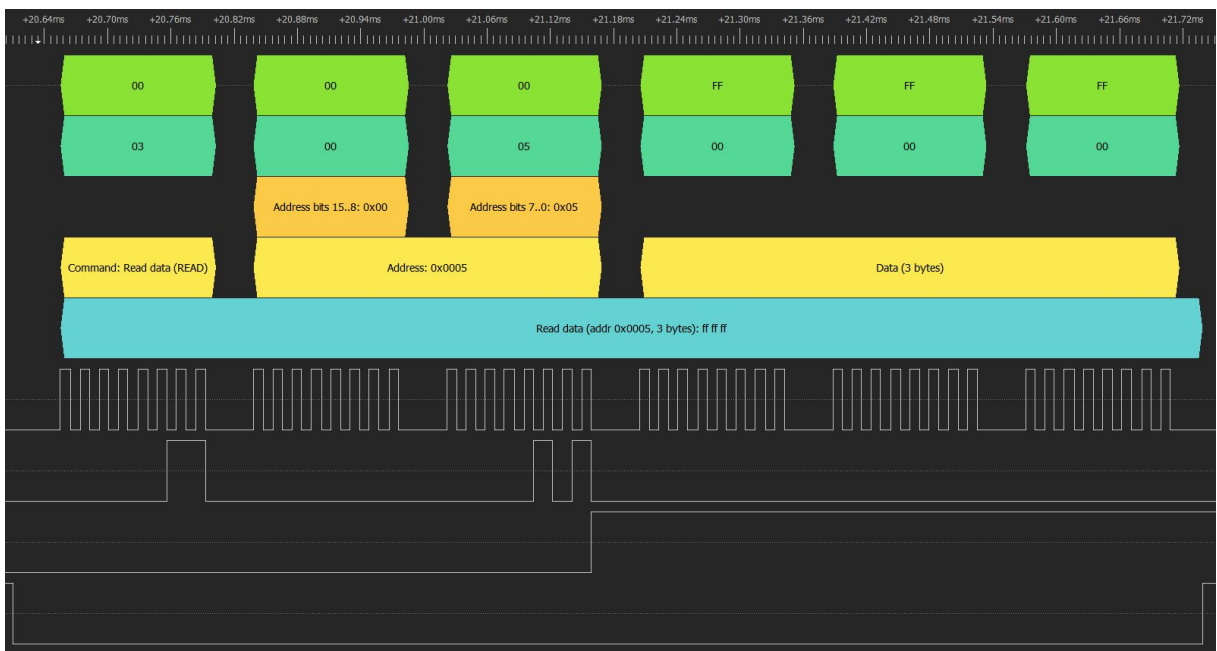 +20.64ms +20.70ms +20.76ms +20.82ms +20.88ms +20.94ms +21.00ms +21.06ms +21.12ms +21.18ms +21.24ms +21.30ms +21.36ms +21.42ms +21.48ms +21.54ms +21.60ms +21.66ms +21.72ms
00 00 00 FF FF FF
03 00 05 00 00 00
Address bits 15..8: 0x00 Address bits 7..0: 0x05
Command: Read data (READ) Address: 0x0005 Data (3 bytes)
Read data (addr 0x0005, 3 bytes): ff ff ff